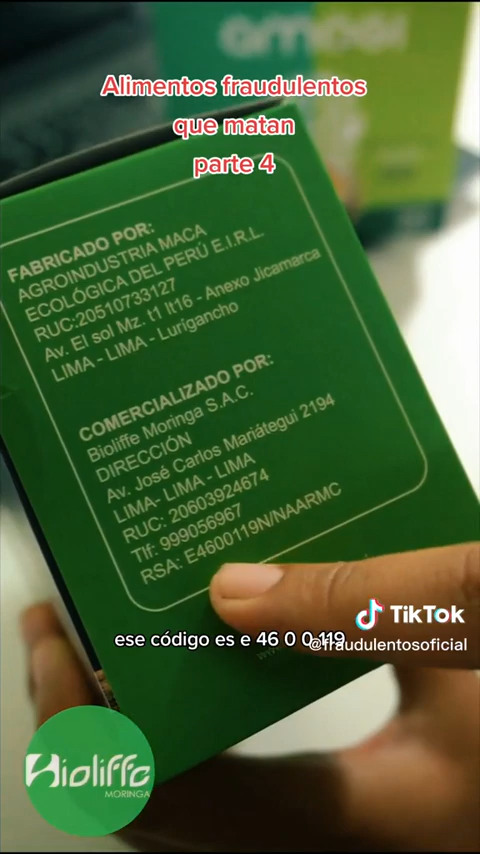 omegi
Alimentos fraudulentos
que matan
parte 4
FABRICADO POR:
AGROINDUSTRIA MACA
ECOLÓGICA DEL PERÚ E.I.R.L.
RUC:20510733127
Av. El sol Mz. t1 lt16 - Anexo Jicamarca
LIMA - LIMA - Lurigancho
COMERCIALIZADO POR:
Bioliffe Moringa S.A.C.
DIRECCIÓN
Av. José Carlos Mariátegui 2194
LIMA- LIMA - LIMA
RUC: 20603924674
Tlf: 999056967
RSA: E4600119N/NAARMC
ese código es e 46 0 0 119
TikTok
@fraudulentosoficial
Bioliffe
MORINGA